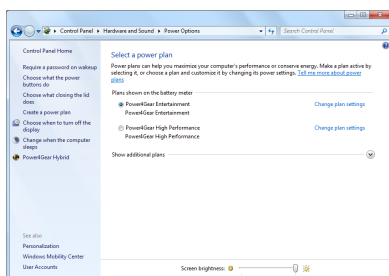 Control Panel ▸ Hardware and Sound ▸ Power Options
Search Control Panel
Control Panel Home
Require a password on wakeup
Choose what the power
buttons do
Choose what closing the lid
does
Create a power plan
Choose when to turn off the
display
Change when the computer
sleeps
Power4Gear Hybrid
See also
Personalization
Windows Mobility Center
User Accounts
Select a power plan
Power plans can help you maximize your computer's performance or conserve energy. Make a plan active by
selecting it, or choose a plan and customize it by changing its power settings. Tell me more about power
plans
Plans shown on the battery meter
Power4Gear Entertainment
Change plan settings
Power4Gear Entertainment
Power4Gear High Performance
Change plan settings
Power4Gear High Performance
Show additional plans
Screen brightness: